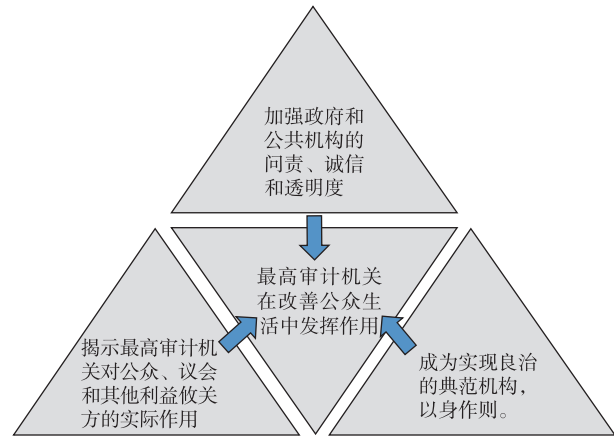 加强政府和
公共机构的
问责、诚信
和透明度
最高审计机关
在改善公众生
活中发挥作用
揭示最高审计机
关对公众、议会
和其他利益攸关
方的实际作用
成为实现良治
的典范机构，
以身作则。